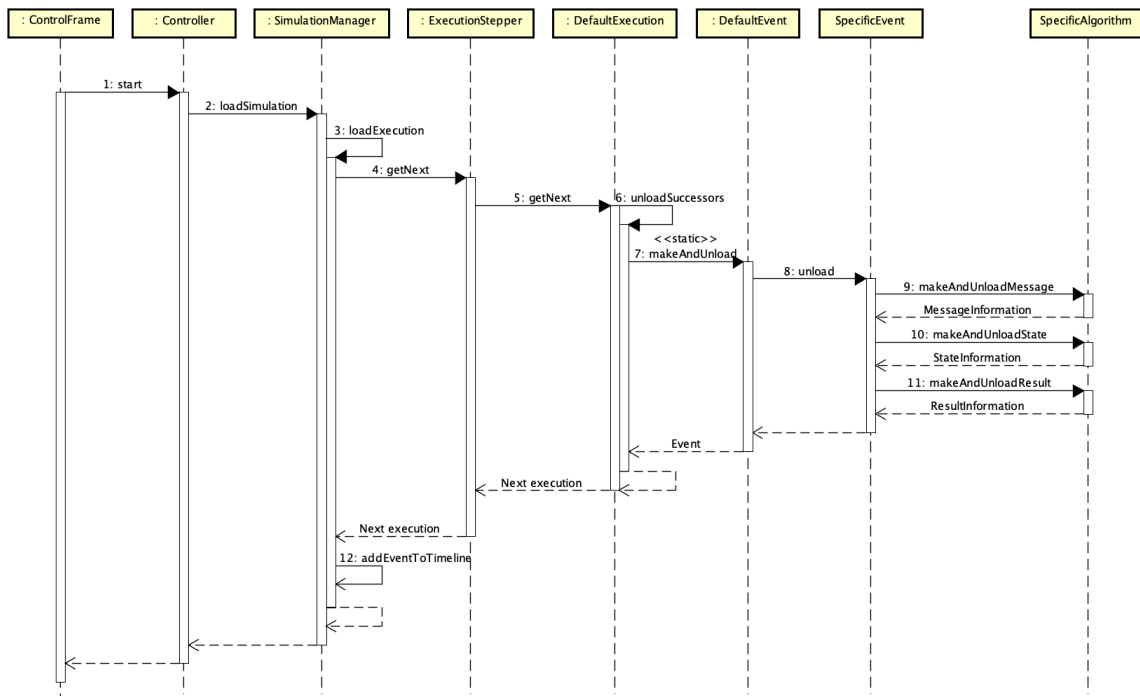 : ControlFrame
: Controller
: SimulationManager
: ExecutionStepper
: DefaultExecution
: DefaultEvent
SpecificEvent
SpecificAlgorithm
1: start
2: loadSimulation
3: loadExecution
4: getNext
5: getNext
6: unloadSuccessors
<<static>>
7: makeAndUnload
8: unload
9: makeAndUnloadMessage
MessageInformation
10: makeAndUnloadState
StateInformation
11: makeAndUnloadResult
ResultInformation
Event
Next execution
Next execution
12: addEventToTimeline